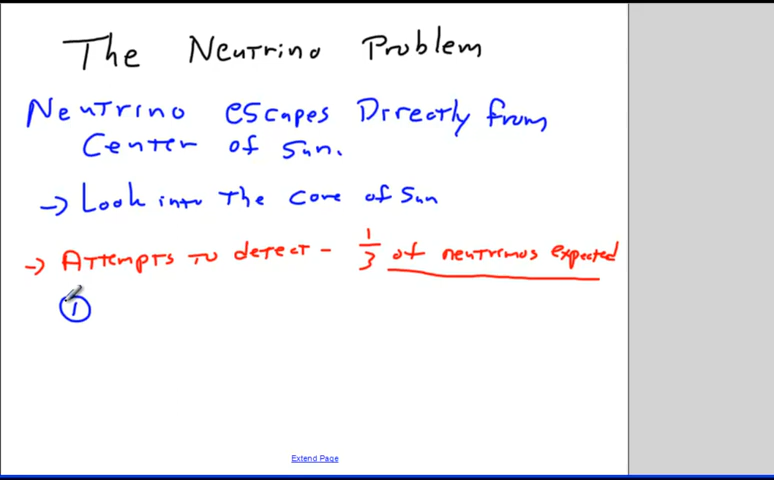 The Neutrino Problem
Neutrino escapes Directly from
Center of Sun.
→ Look into the core of Sun
→ Attempts to detect - 1/3 of neutrinos expected
①
Extend Page